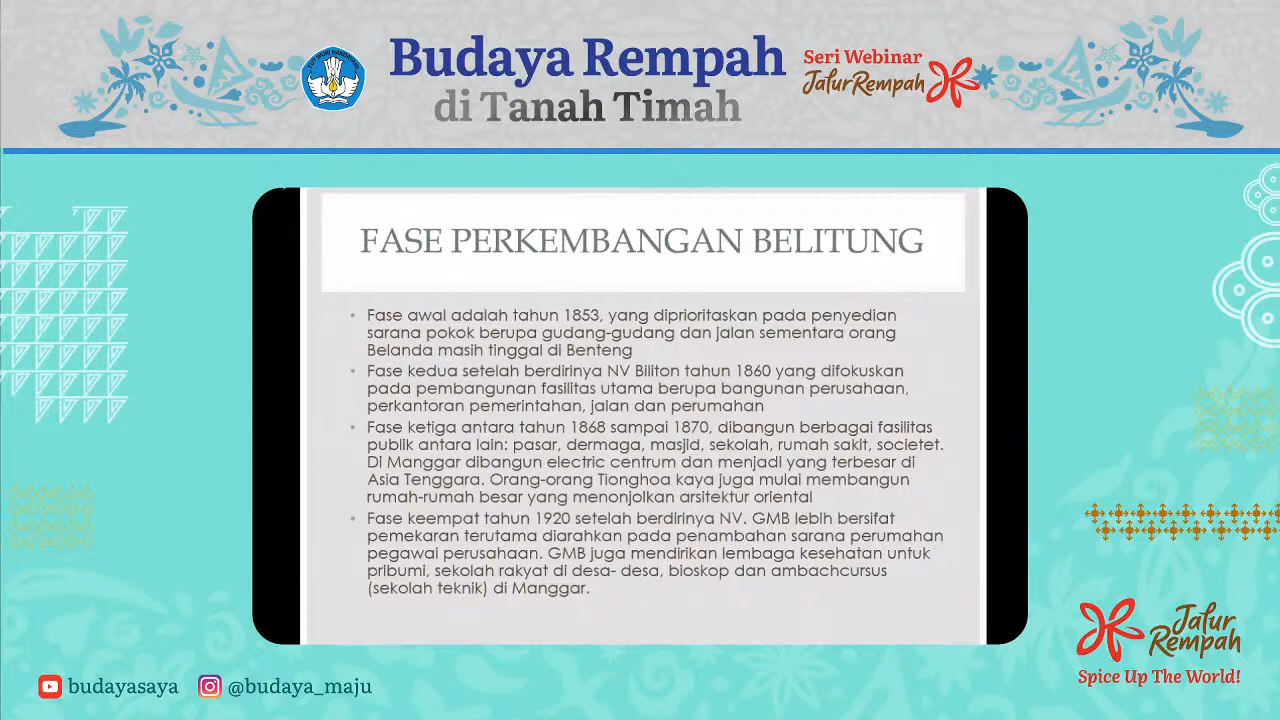 TUT WURI HANDAYANI
Budaya Rempah
di Tanah Timah
Seri Webinar
Jalur Rempah
FASE PERKEMBANGAN BELITUNG
• Fase awal adalah tahun 1853, yang diprioritaskan pada penyedian
sarana pokok berupa gudang-gudang dan jalan sementara orang
Belanda masih tinggal di Benteng
• Fase kedua setelah berdirinya NV Biliton tahun 1860 yang difokuskan
pada pembangunan fasilitas utama berupa bangunan perusahaan,
perkantoran pemerintahan, jalan dan perumahan
• Fase ketiga antara tahun 1868 sampai 1870, dibangun berbagai fasilitas
publik antara lain: pasar, dermaga, masjid, sekolah, rumah sakit, societet.
Di Manggar dibangun electric centrum dan menjadi yang terbesar di
Asia Tenggara. Orang-orang Tionghoa kaya juga mulai membangun
rumah-rumah besar yang menonjolkan arsitektur oriental
• Fase keempat tahun 1920 setelah berdirinya NV. GMB lebih bersifat
pemekaran terutama diarahkan pada penambahan sarana perumahan
pegawai perusahaan. GMB juga mendirikan lembaga kesehatan untuk
pribumi, sekolah rakyat di desa- desa, bioskop dan ambachcursus
(sekolah teknik) di Manggar.
Jalur
Rempah
Spice Up The World!
budayasaya
@budaya_maju